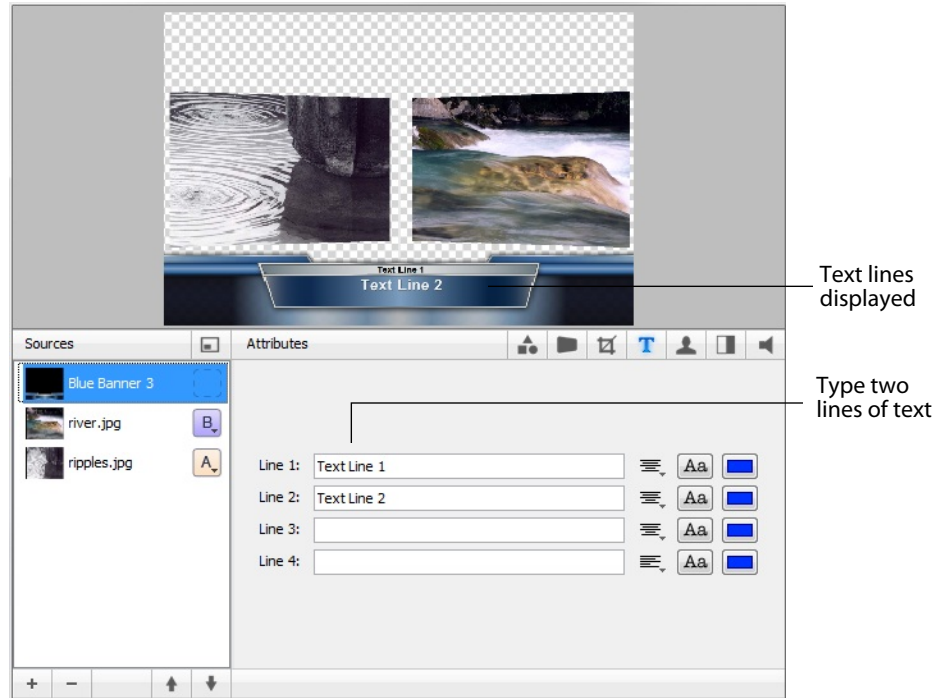 Text Line 1
Text Line 2
Text lines
displayed
Sources
Attributes
T
Blue Banner 3
river.jpg
B
ripples.jpg
A
Type two
lines of text
Line 1: Text Line 1 Aa
Line 2: Text Line 2 Aa
Line 3: Aa
Line 4: Aa